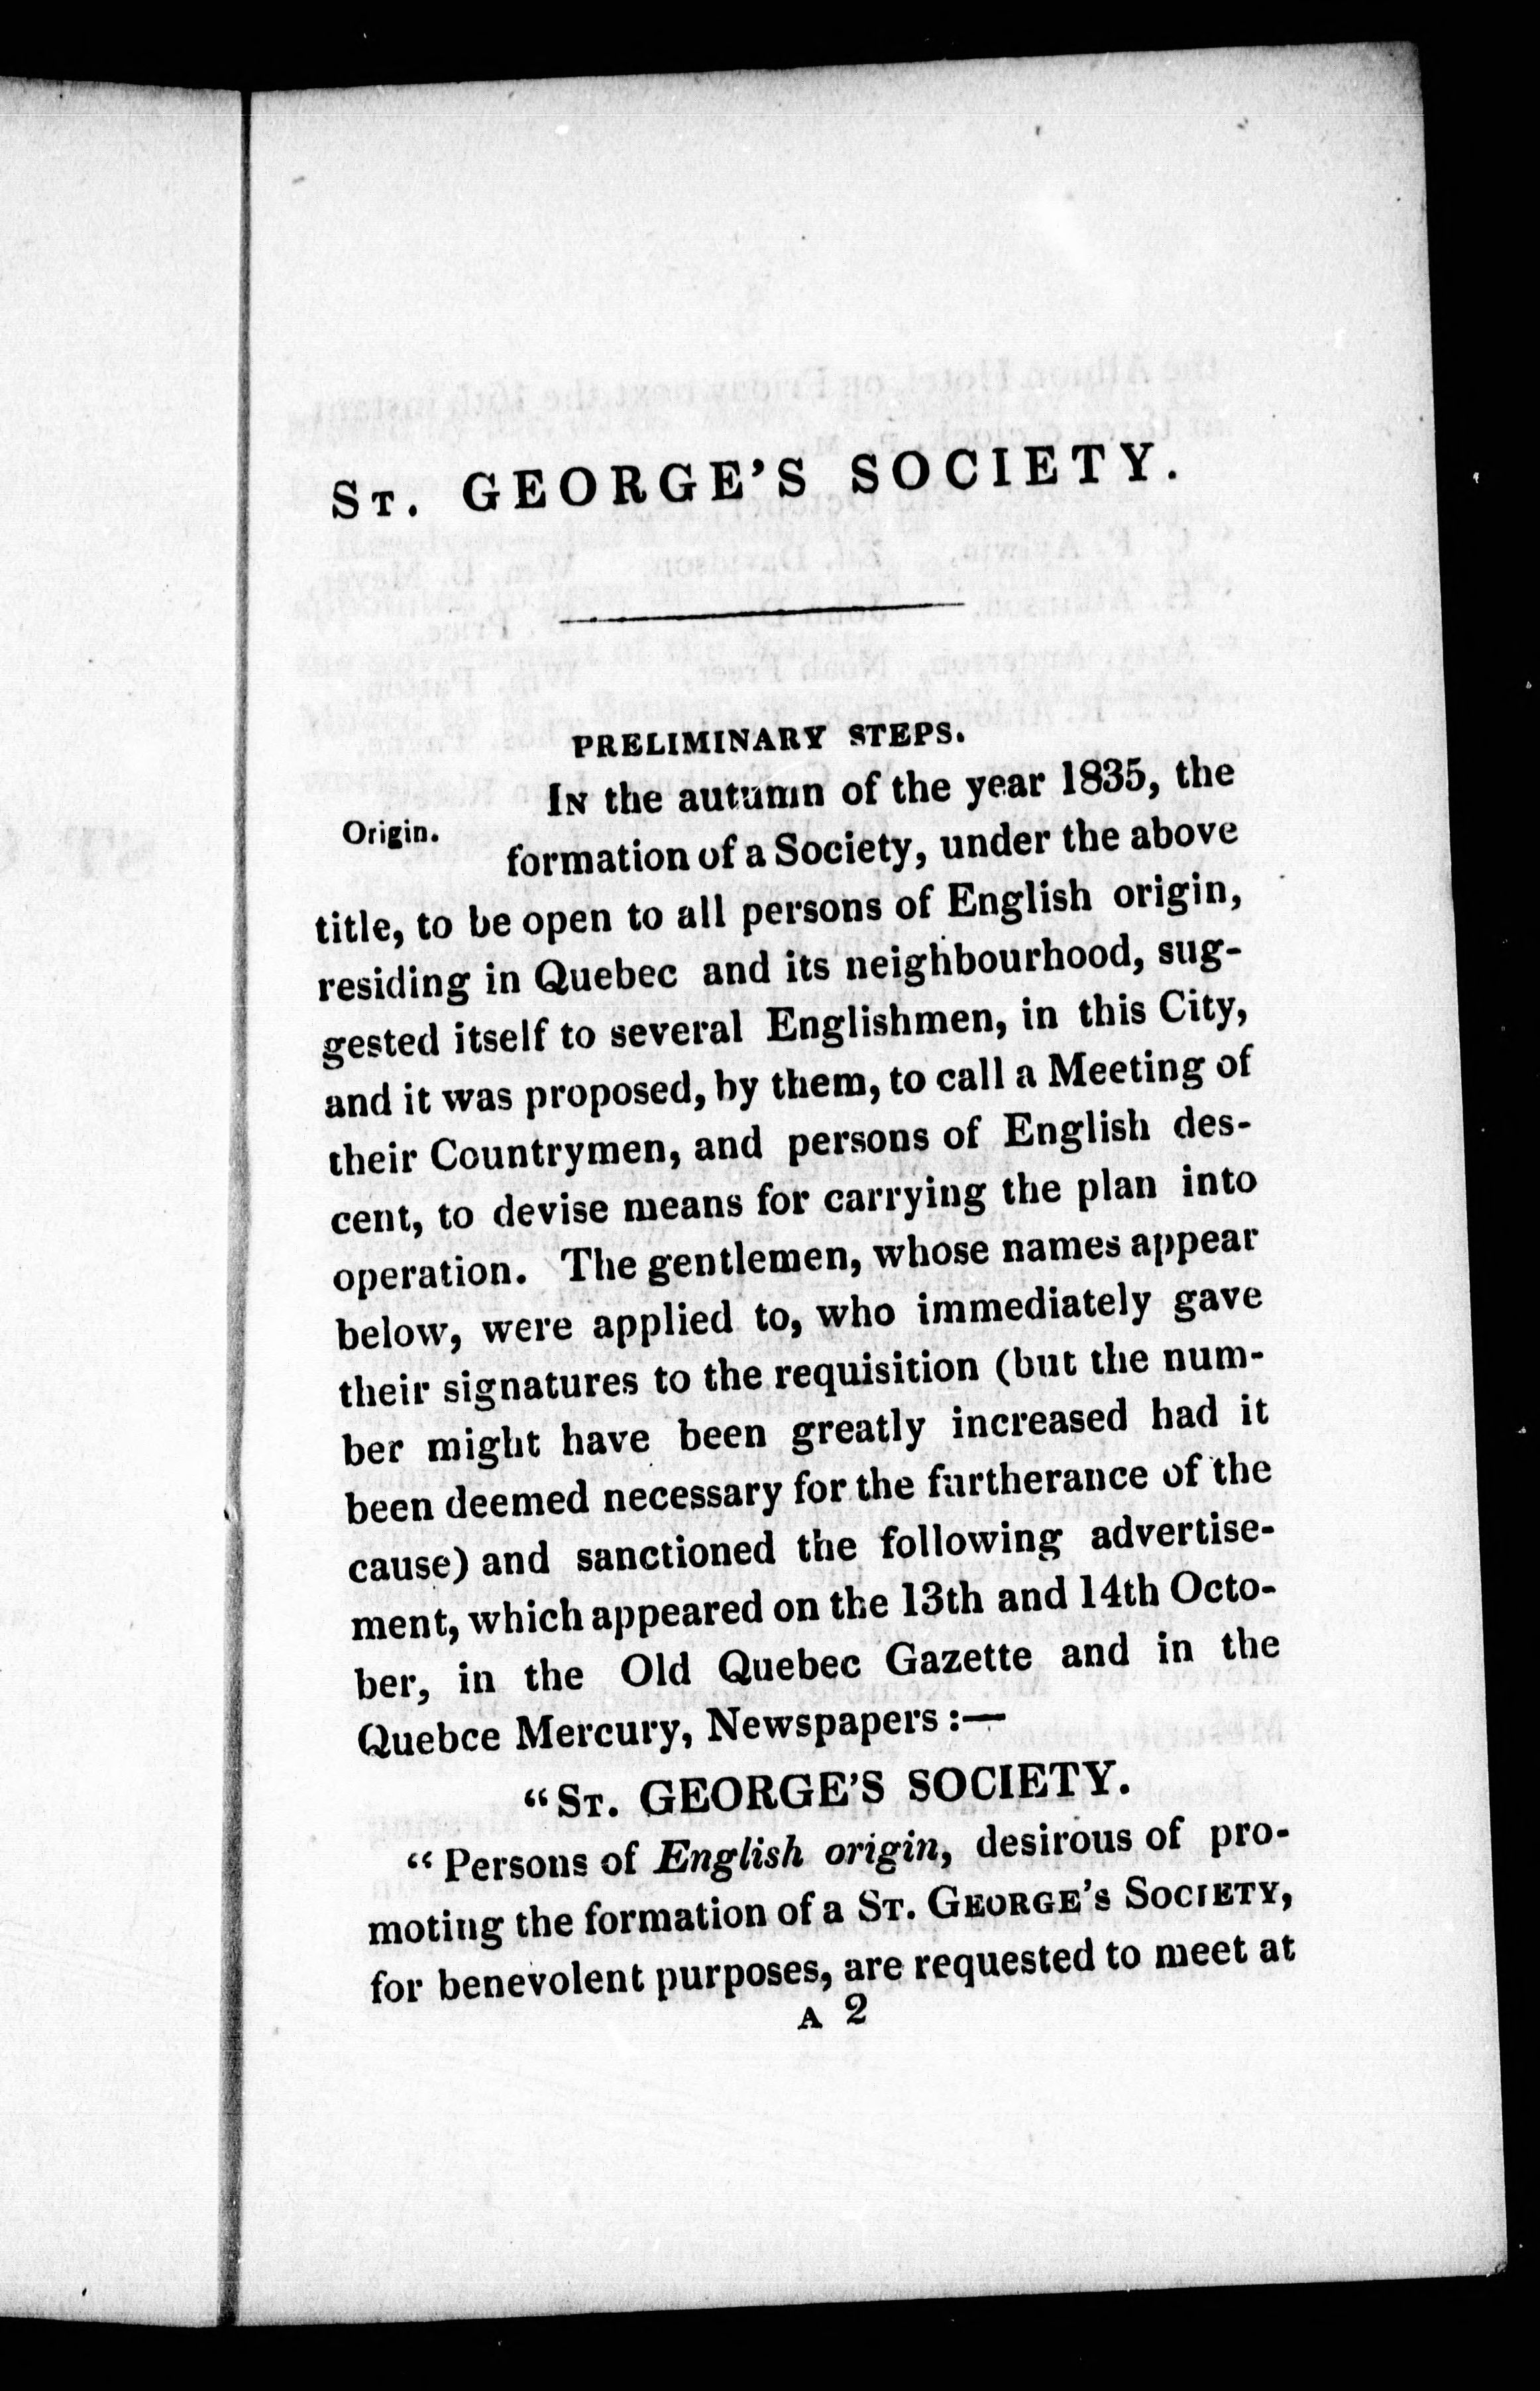 St. GEORGE'S SOCIETY.
PRELIMINARY STEPS.
Origin.
In the autumn of the year 1835, the
formation of a Society, under the above
title, to be open to all persons of English origin,
residing in Quebec and its neighbourhood, sug-
gested itself to several Englishmen, in this City,
and it was proposed, by them, to call a Meeting of
their Countrymen, and persons of English des-
cent, to devise means for carrying the plan into
operation. The gentlemen, whose names appear
below, were applied to, who immediately gave
their signatures to the requisition (but the num-
ber might have been greatly increased had it
been deemed necessary for the furtherance of the
cause) and sanctioned the following advertise-
ment, which appeared on the 13th and 14th Octo-
ber, in the Old Quebec Gazette and in the
Quebce Mercury, Newspapers :—
"St. GEORGE'S SOCIETY.
"Persons of English origin, desirous of pro-
moting the formation of a St. George's Society,
for benevolent purposes, are requested to meet at
A 2